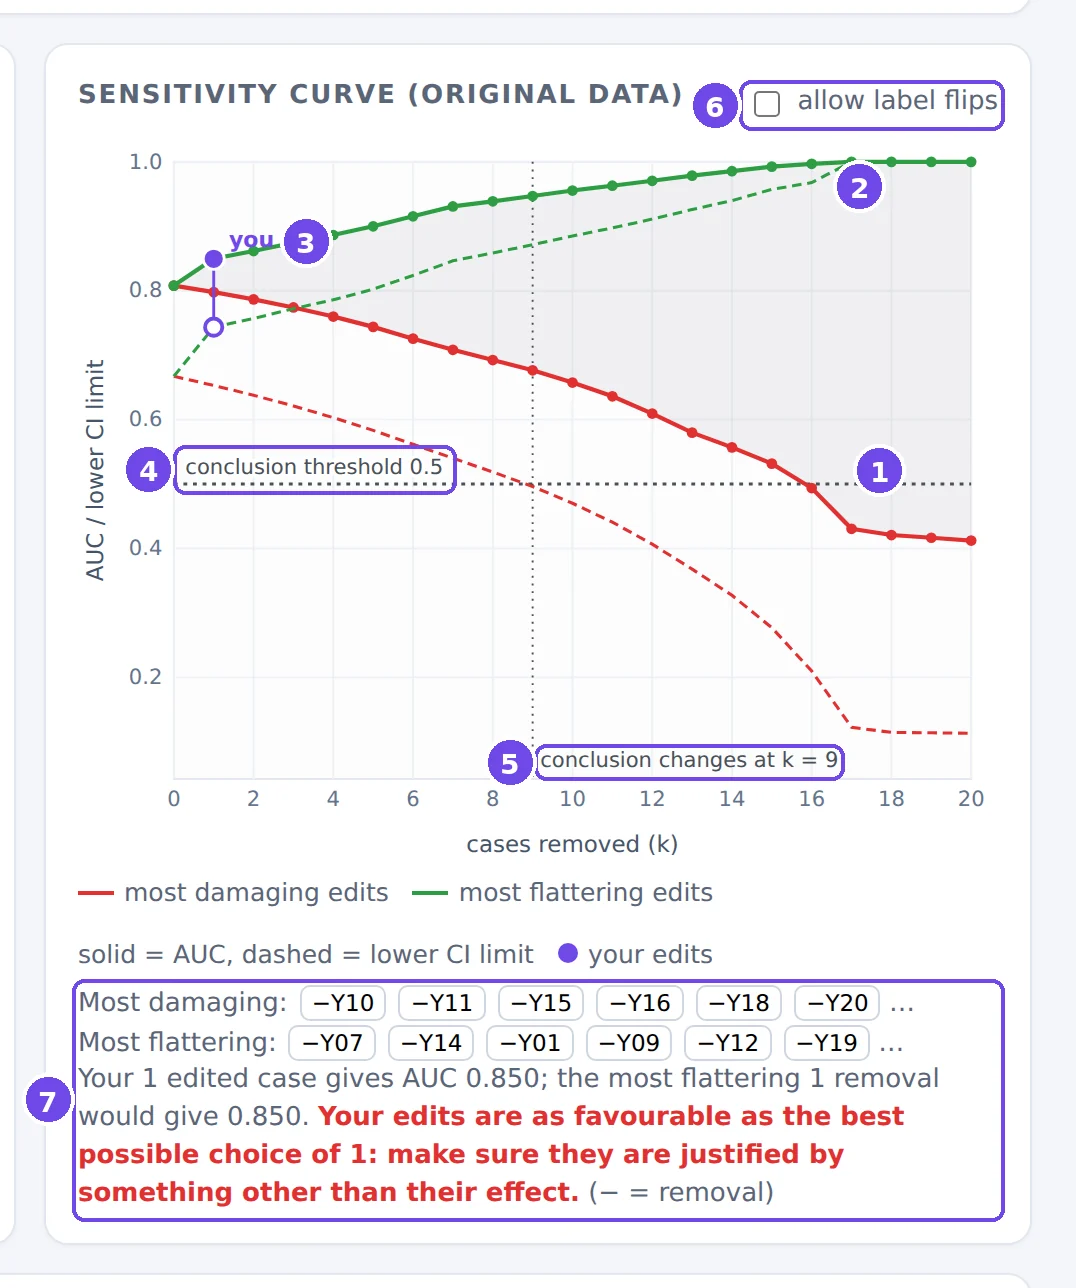 SENSITIVITY CURVE (ORIGINAL DATA)
6
allow label flips
1.0
0.8
0.6
0.4
0.2
AUC / lower CI limit
2
you
3
4
conclusion threshold 0.5
1
5
conclusion changes at k = 9
0 2 4 6 8 10 12 14 16 18 20
cases removed (k)
most damaging edits most flattering edits
solid = AUC, dashed = lower CI limit your edits
Most damaging: −Y10 −Y11 −Y15 −Y16 −Y18 −Y20 ...
Most flattering: −Y07 −Y14 −Y01 −Y09 −Y12 −Y19 ...
Your 1 edited case gives AUC 0.850; the most flattering 1 removal
7
would give 0.850. Your edits are as favourable as the best
possible choice of 1: make sure they are justified by
something other than their effect. (− = removal)